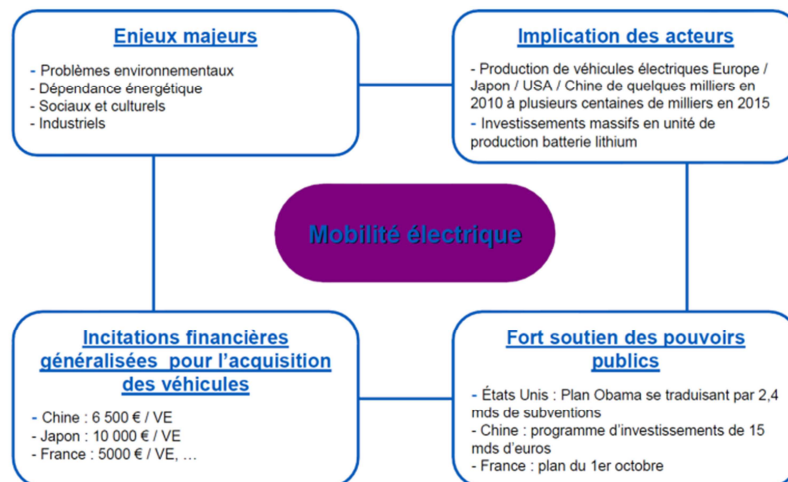 Enjeux majeurs
- Problèmes environnementaux
- Dépendance énergétique
- Sociaux et culturels
- Industriels
Implication des acteurs
- Production de véhicules électriques Europe /
Japon / USA / Chine de quelques milliers en
2010 à plusieurs centaines de milliers en 2015
- Investissements massifs en unité de
production batterie lithium
Mobilité électrique
Incitations financières
généralisées pour l'acquisition
des véhicules
- Chine : 6 500 € / VE
- Japon : 10 000 € / VE
- France : 5000 € / VE, …
Fort soutien des pouvoirs
publics
- États Unis : Plan Obama se traduisant par 2,4
mds de subventions
- Chine : programme d'investissements de 15
mds d'euros
- France : plan du 1er octobre